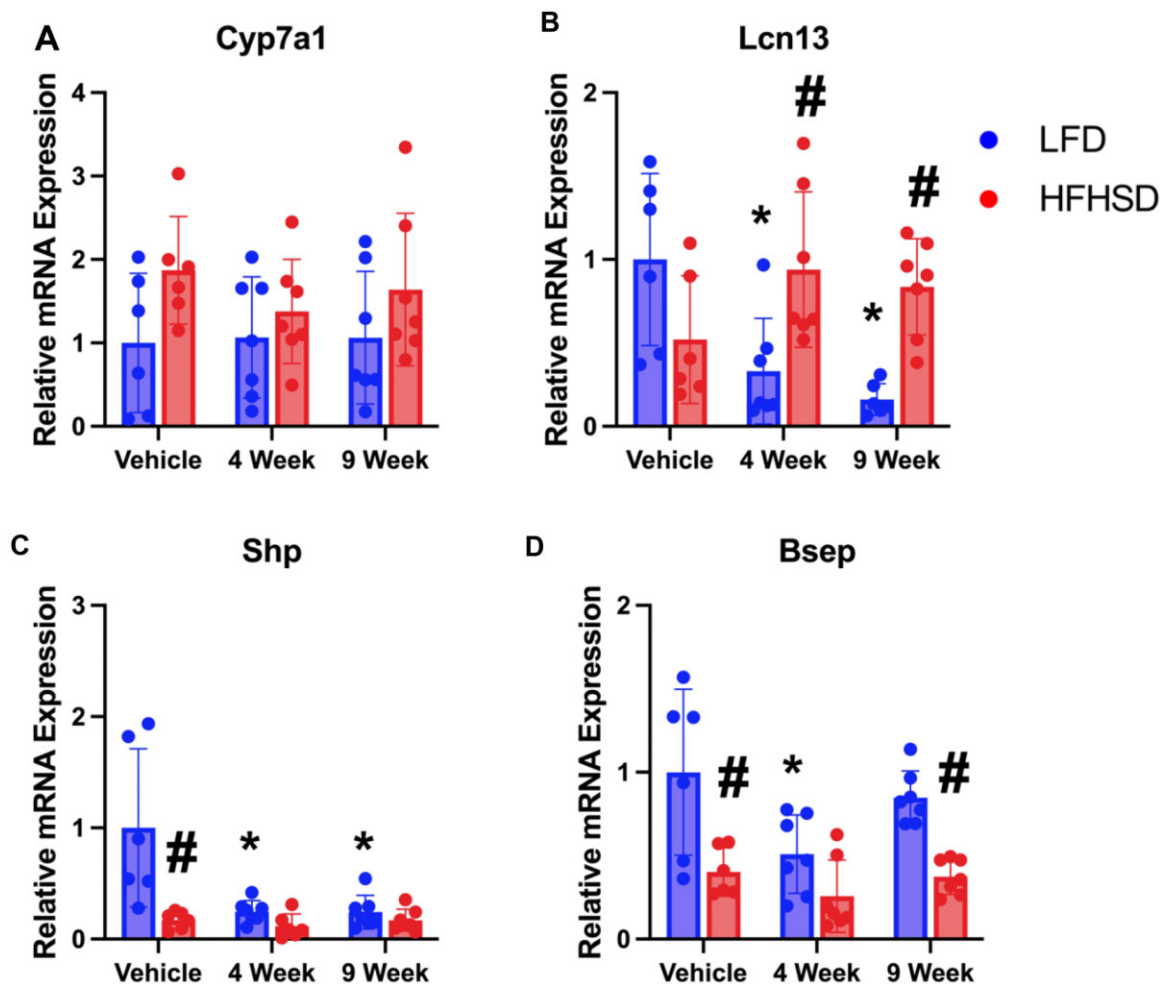 A
Cyp7a1
Relative mRNA Expression
4
3
2
1
0
Vehicle 4 Week 9 Week
B
Lcn13
Relative mRNA Expression
2
1
0
#
*
#
*
Vehicle 4 Week 9 Week
LFD
HFHSD
C
Shp
Relative mRNA Expression
3
2
1
0
#
*
*
Vehicle 4 Week 9 Week
D
Bsep
Relative mRNA Expression
2
1
0
#
*
#
Vehicle 4 Week 9 Week